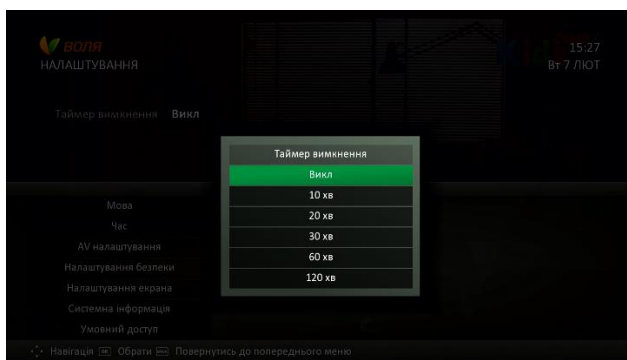 воля
НАЛАШТУВАННЯ
15:27
Вт 7 ЛЮТ
Таймер вимкнення Викл
Таймер вимкнення
Викл
10 хв
20 хв
30 хв
60 хв
120 хв
Мова
Час
AV налаштування
Налаштування безпеки
Налаштування екрана
Системна інформація
Умовний доступ
Навігація OK Обрати Повернутись до попереднього меню